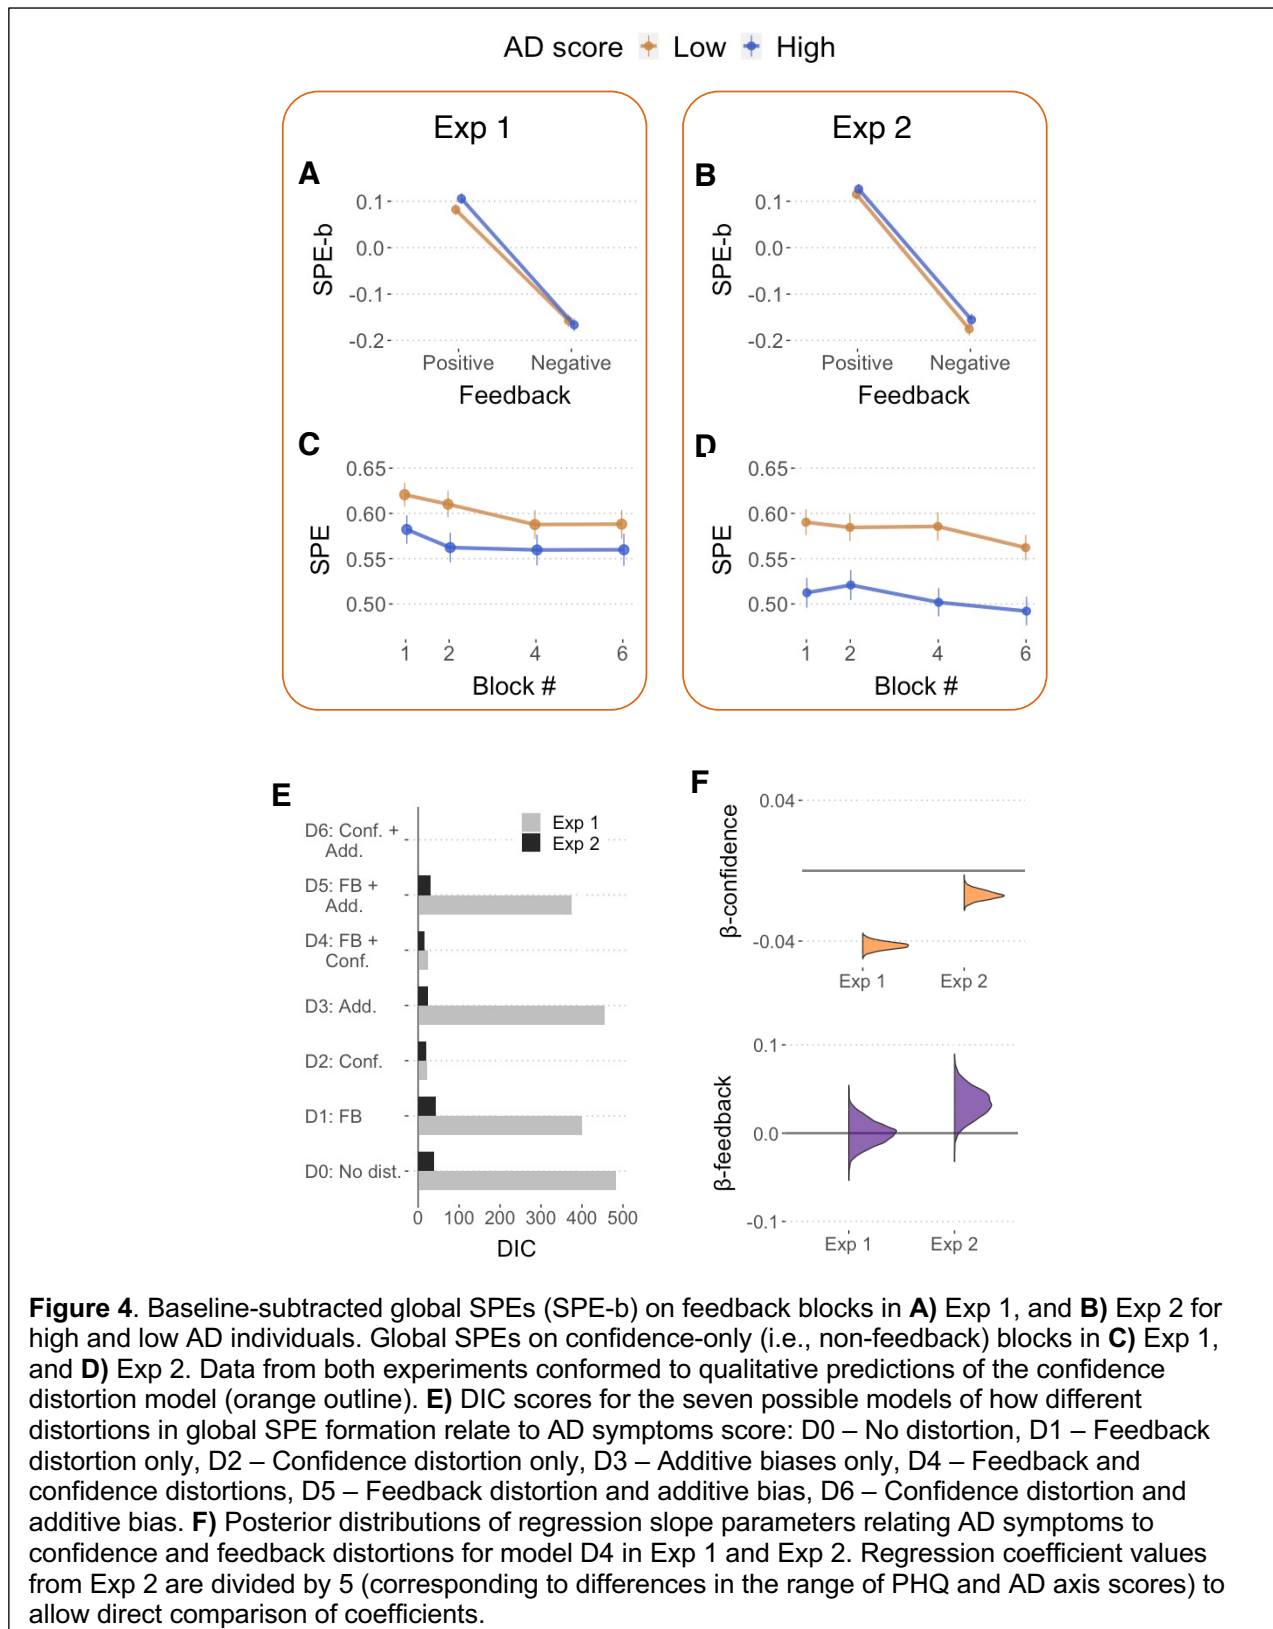 AD score Low High
Exp 1
Exp 2
A
0.1
0.0
-0.1
-0.2
SPE-b
Positive Negative
Feedback
B
0.1
0.0
-0.1
-0.2
SPE-b
Positive Negative
Feedback
C
0.65
0.60
0.55
0.50
SPE
1 2 4 6
Block #
D
0.65
0.60
0.55
0.50
SPE
1 2 4 6
Block #
E
Exp 1
Exp 2
D6: Conf. +
Add.
D5: FB +
Add.
D4: FB +
Conf.
D3: Add.
D2: Conf.
D1: FB
D0: No dist.
0 100 200 300 400 500
DIC
F
0.04
-0.04
β-confidence
Exp 1 Exp 2
0.1
0.0
-0.1
β-feedback
Exp 1 Exp 2
Figure 4. Baseline-subtracted global SPEs (SPE-b) on feedback blocks in A) Exp 1, and B) Exp 2 for
high and low AD individuals. Global SPEs on confidence-only (i.e., non-feedback) blocks in C) Exp 1,
and D) Exp 2. Data from both experiments conformed to qualitative predictions of the confidence
distortion model (orange outline). E) DIC scores for the seven possible models of how different
distortions in global SPE formation relate to AD symptoms score: D0 – No distortion, D1 – Feedback
distortion only, D2 – Confidence distortion only, D3 – Additive biases only, D4 – Feedback and
confidence distortions, D5 – Feedback distortion and additive bias, D6 – Confidence distortion and
additive bias. F) Posterior distributions of regression slope parameters relating AD symptoms to
confidence and feedback distortions for model D4 in Exp 1 and Exp 2. Regression coefficient values
from Exp 2 are divided by 5 (corresponding to differences in the range of PHQ and AD axis scores) to
allow direct comparison of coefficients.